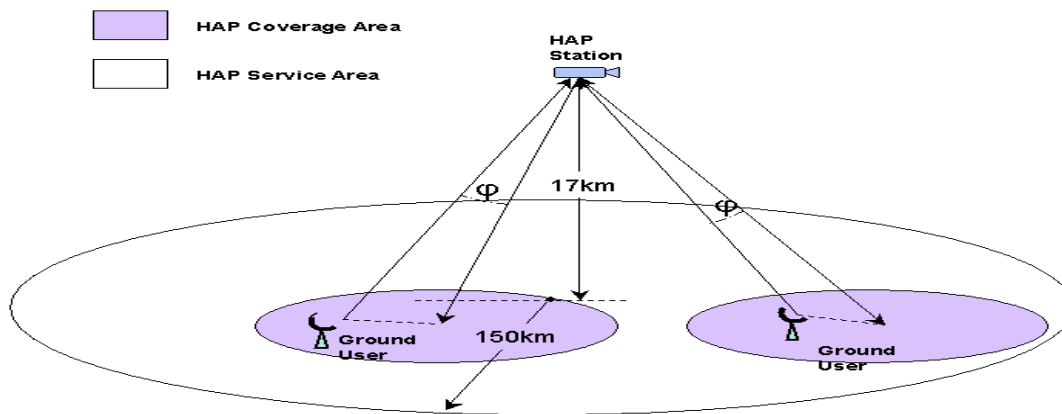 HAP Coverage Area
HAP Service Area
HAP
Station
φ
17km
φ
150km
Ground
User
Ground
User